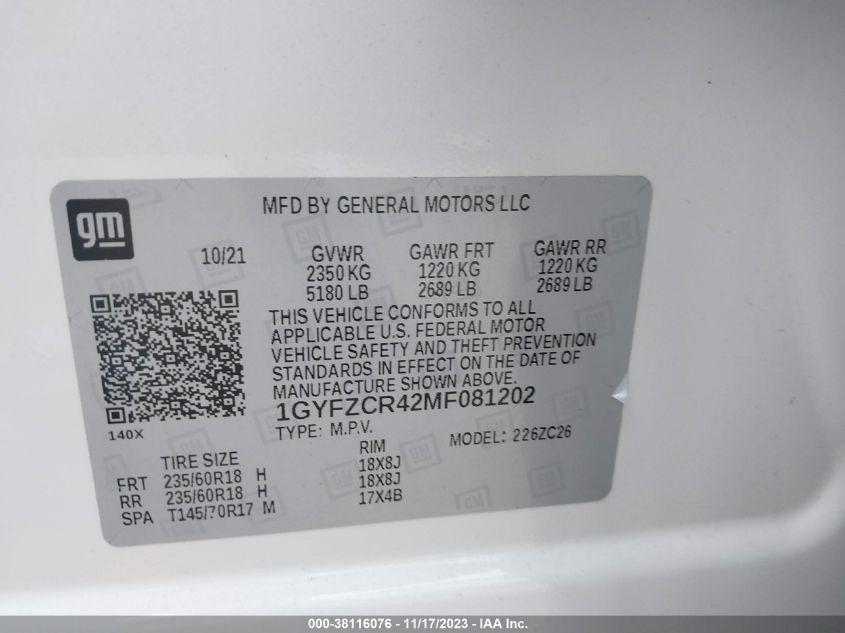 gm
MFD BY GENERAL MOTORS LLC
10/21 GVWR GAWR FRT GAWR RR
2350 KG 1220 KG 1220 KG
5180 LB 2689 LB 2689 LB
THIS VEHICLE CONFORMS TO ALL
APPLICABLE U.S. FEDERAL MOTOR
VEHICLE SAFETY AND THEFT PREVENTION
STANDARDS IN EFFECT ON THE DATE OF
MANUFACTURE SHOWN ABOVE.
1GYFZCR42MF081202
140X TYPE: M.P.V. MODEL: 226ZC26
TIRE SIZE RIM
FRT 235/60R18 H 18X8J
RR 235/60R18 H 18X8J
SPA T145/70R17 M 17X4B
000-38116076 - 11/17/2023 - IAA Inc.